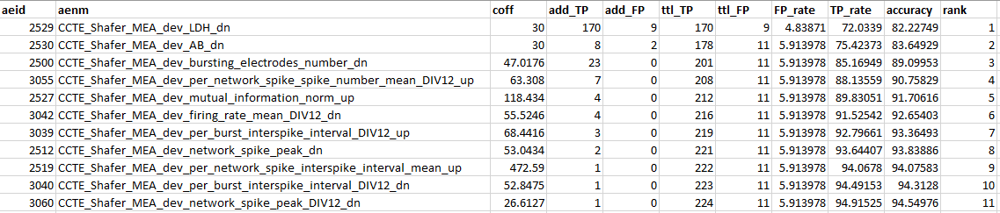 aeid aenm coff add_TP add_FP ttl_TP ttl_FP FP_rate TP_rate accuracy rank
2529 CCTE_Shafer_MEA_dev_LDH_dn 30 170 9 170 9 4.83871 72.0339 82.22749 1
2530 CCTE_Shafer_MEA_dev_AB_dn 30 8 2 178 11 5.913978 75.42373 83.64929 2
2500 CCTE_Shafer_MEA_dev_bursting_electrodes_number_dn 47.0176 23 0 201 11 5.913978 85.16949 89.09953 3
3055 CCTE_Shafer_MEA_dev_per_network_spike_spike_number_mean_DIV12_up 63.308 7 0 208 11 5.913978 88.13559 90.75829 4
2527 CCTE_Shafer_MEA_dev_mutual_information_norm_up 118.434 4 0 212 11 5.913978 89.83051 91.70616 5
3042 CCTE_Shafer_MEA_dev_firing_rate_mean_DIV12_dn 55.5246 4 0 216 11 5.913978 91.52542 92.65403 6
3039 CCTE_Shafer_MEA_dev_per_burst_interspike_interval_DIV12_up 68.4416 3 0 219 11 5.913978 92.79661 93.36493 7
2512 CCTE_Shafer_MEA_dev_per_network_spike_peak_dn 53.0434 2 0 221 11 5.913978 93.64407 93.83886 8
2519 CCTE_Shafer_MEA_dev_per_network_spike_interspike_interval_mean_up 472.59 1 0 222 11 5.913978 94.0678 94.07583 9
3040 CCTE_Shafer_MEA_dev_per_burst_interspike_interval_DIV12_dn 52.8475 1 0 223 11 5.913978 94.49153 94.3128 10
3060 CCTE_Shafer_MEA_dev_network_spike_peak_DIV12_dn 26.6127 1 0 224 11 5.913978 94.91525 94.54976 11